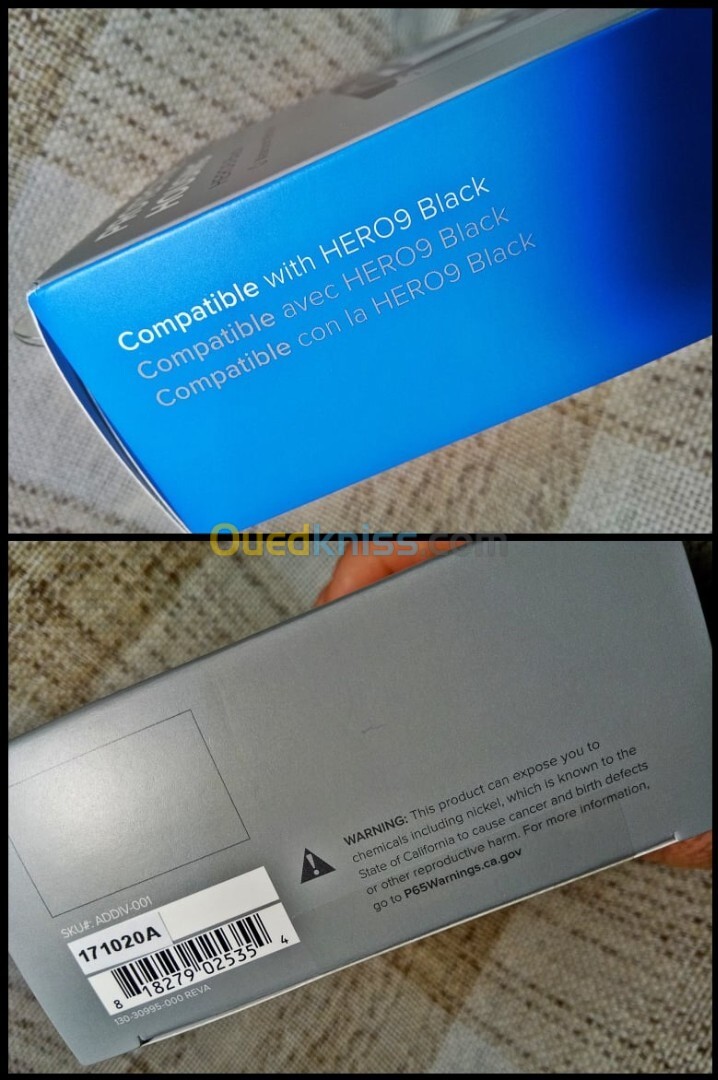 HERO9
Compatible with HERO9 Black
Compatible avec HERO9 Black
Compatible con la HERO9 Black
Ouedkniss.com
WARNING: This product can expose you to
chemicals including nickel, which is known to the
State of California to cause cancer and birth defects
or other reproductive harm. For more information,
go to P65Warnings.ca.gov
SKU#: ADDIV-001
171020A
8 18279 02535 4
130-30995-000 REVA